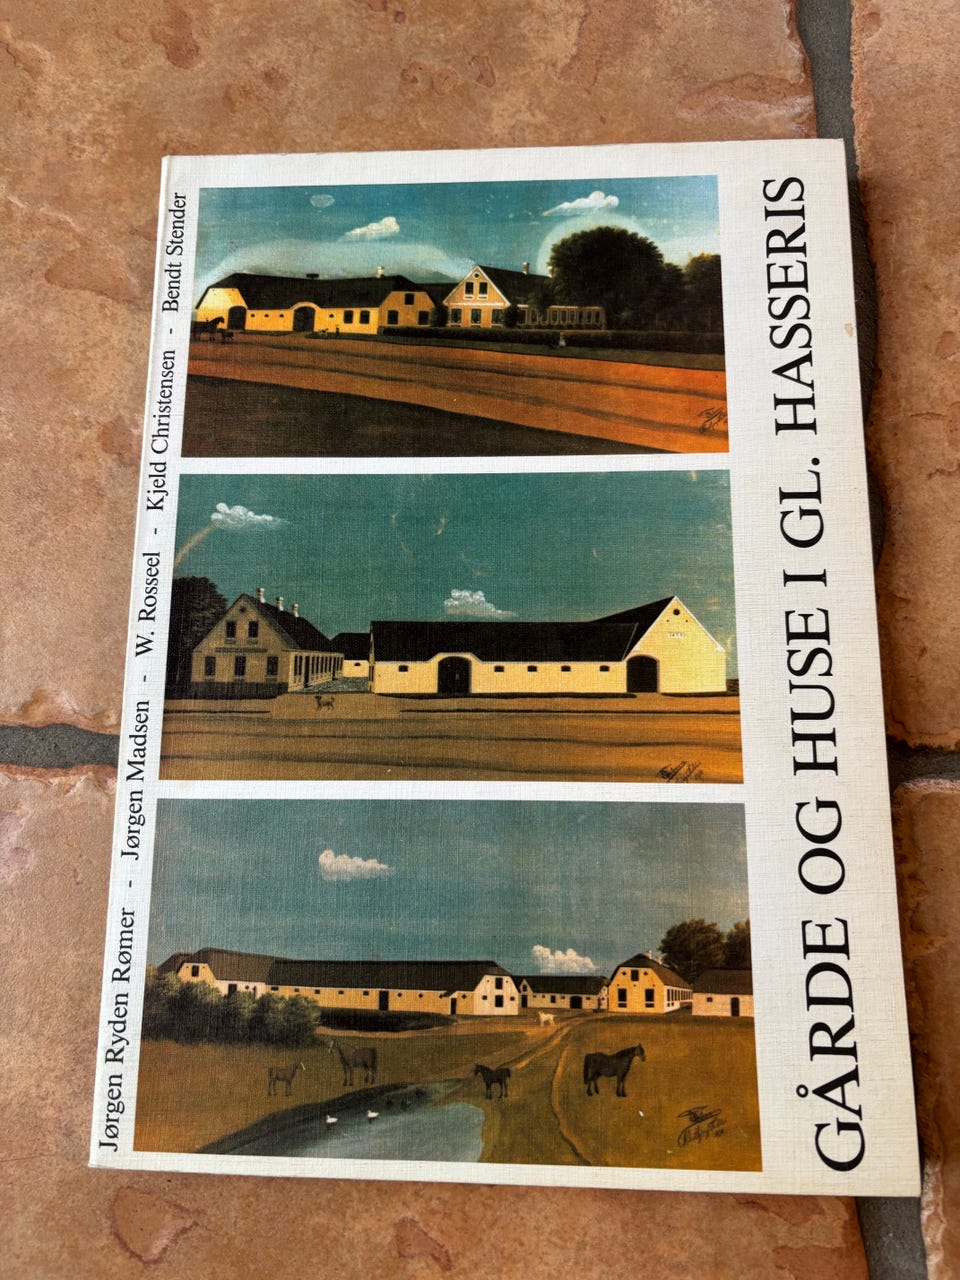 Jørgen Ryden Rømer - Jørgen Madsen - W. Rosseel - Kjeld Christensen - Bendt Stender
GÅRDE OG HUSE I GL. HASSERIS